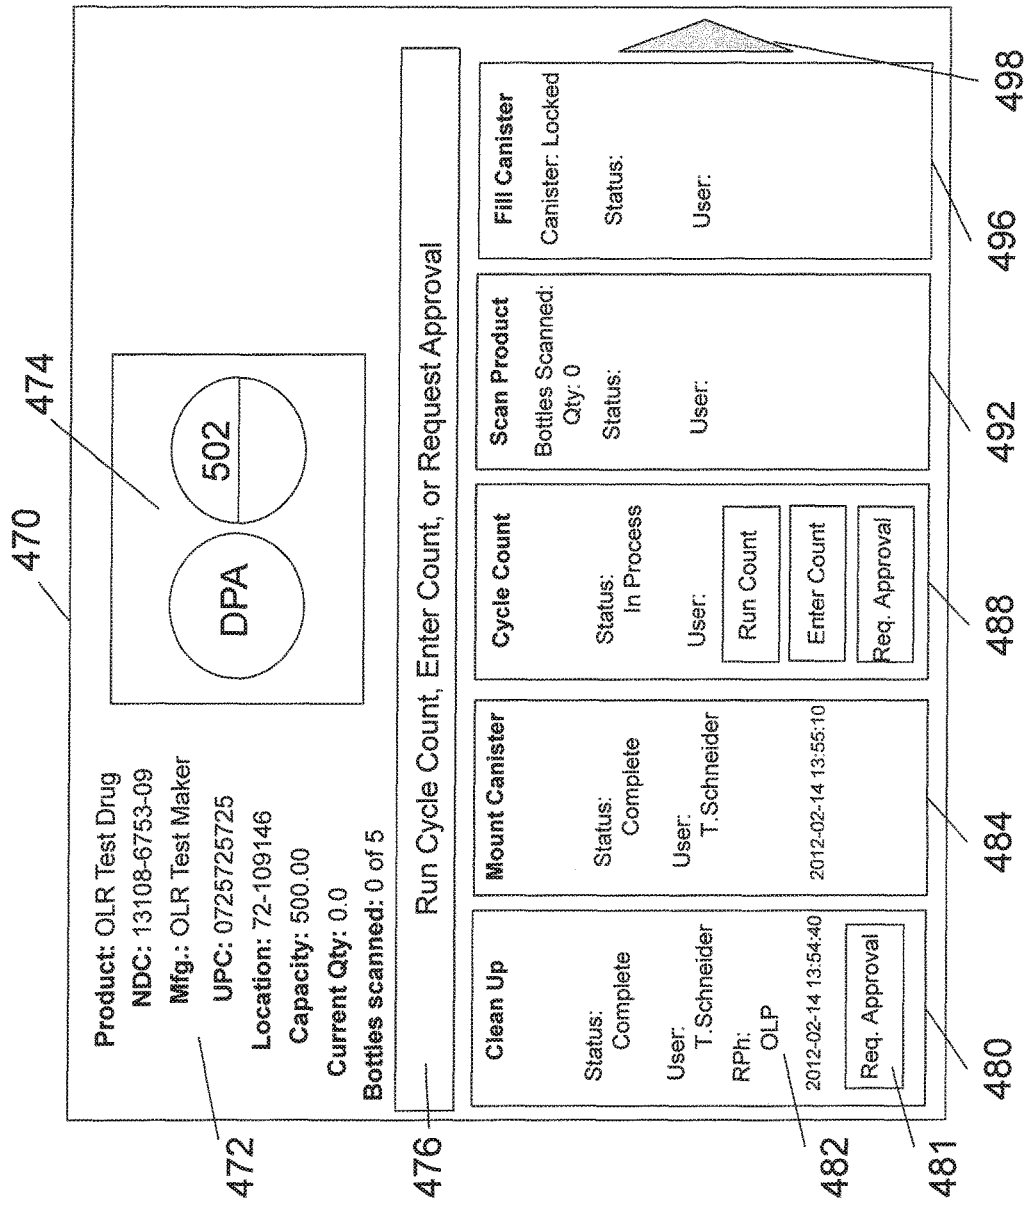 470
474
Product: OLR Test Drug
NDC: 13108-6753-09
Mfg.: OLR Test Maker
UPC: 0725725725
Location: 72-109146
Capacity: 500.00
Current Qty: 0.0
Bottles scanned: 0 of 5
DPA
502
472
476
Run Cycle Count, Enter Count, or Request Approval
Clean Up
Status:
Complete
User:
T.Schneider
RPh:
OLP
2012-02-14 13:54:40
Req. Approval
Mount Canister
Status:
Complete
User:
T.Schneider
2012-02-14 13:55:10
Cycle Count
Status:
In Process
User:
Run Count
Enter Count
Req. Approval
Scan Product
Bottles Scanned:
Qty: 0
Status:
User:
Fill Canister
Canister: Locked
Status:
User:
482
481
480
484
488
492
496
498